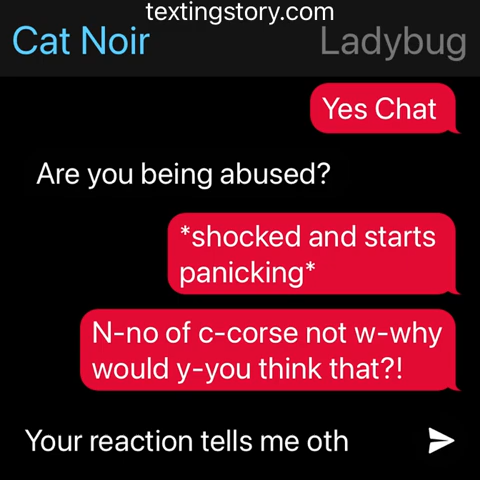 textingstory.com
Cat Noir Ladybug
Yes Chat
Are you being abused?
*shocked and starts
panicking*
N-no of c-corse not w-why
would y-you think that?!
Your reaction tells me oth